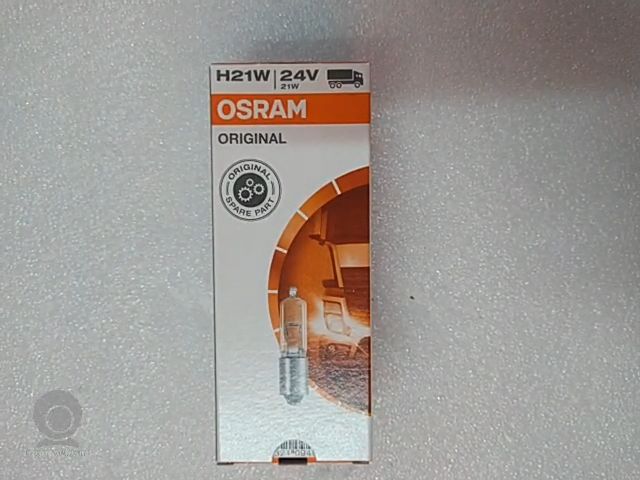 H21W 24V
21W
OSRAM
ORIGINAL
ORIGINAL
SPARE PART